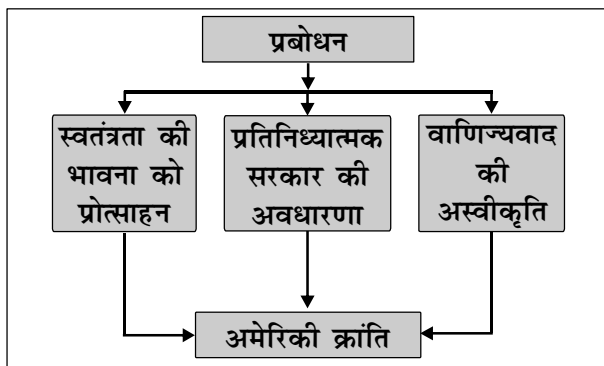 प्रबोधन
स्वतंत्रता की
भावना को
प्रोत्साहन
प्रतिनिध्यात्मक
सरकार की
अवधारणा
वाणिज्यवाद
की
अस्वीकृति
अमेरिकी क्रांति